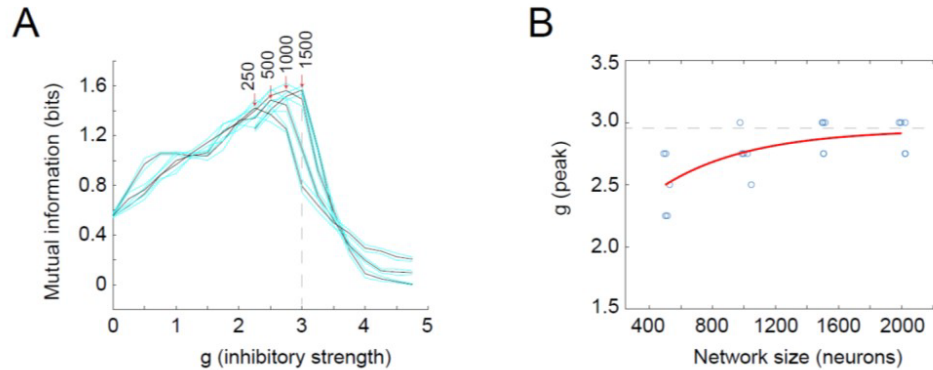 A
B
250
500
1000
1500
Mutual information (bits)
1.6
1.2
0.8
0.4
0
0 1 2 3 4 5
g (inhibitory strength)
g (peak)
3.5
3.0
2.5
2.0
1.5
400 800 1200 1600 2000
Network size (neurons)